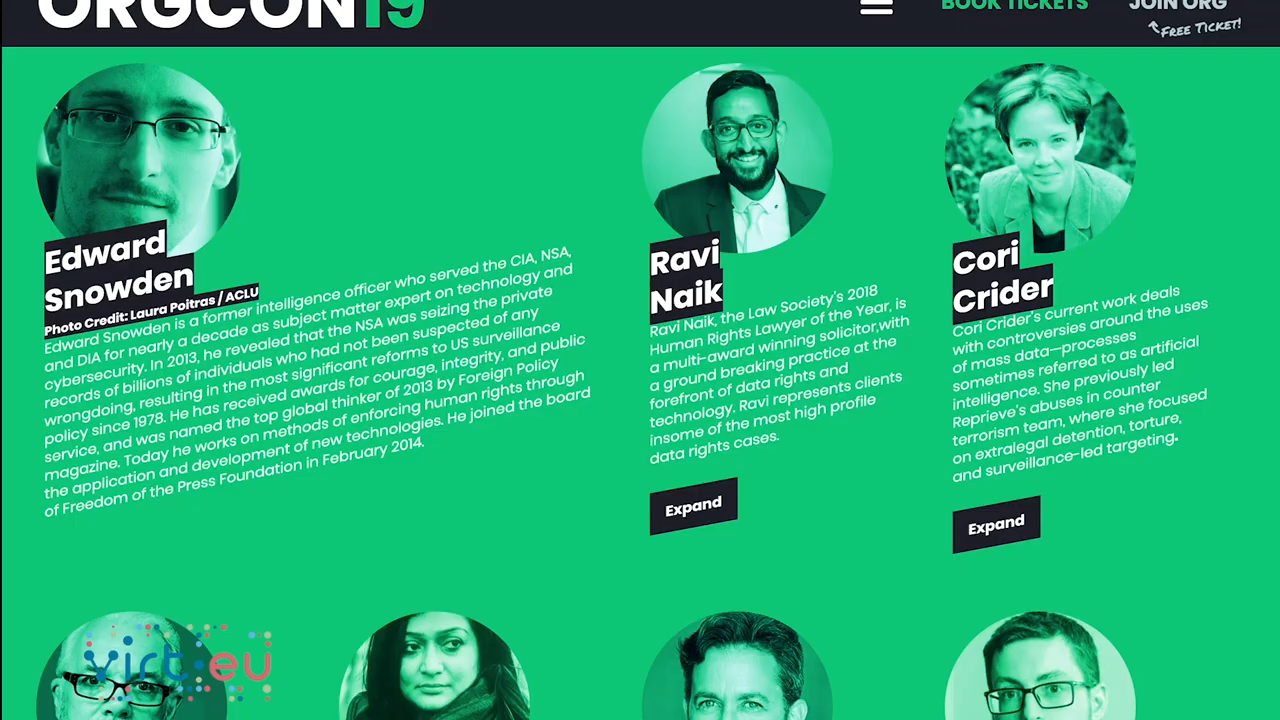 ORGCON19
BOOK TICKETS
JOIN ORG
FREE TICKET!
Edward
Snowden
Photo Credit: Laura Poitras / ACLU
Edward Snowden is a former intelligence officer who served the CIA, NSA,
and DIA for nearly a decade as subject matter expert on technology and
cybersecurity. In 2013, he revealed that the NSA was seizing the private
records of billions of individuals who had not been suspected of any
wrongdoing, resulting in the most significant reforms to US surveillance
policy since 1978. He has received awards for courage, integrity, and public
service, and was named the top global thinker of 2013 by Foreign Policy
magazine. Today he works on methods of enforcing human rights through
the application and development of new technologies. He joined the board
of Freedom of the Press Foundation in February 2014.
Ravi
Naik
Ravi Naik, the Law Society's 2018
Human Rights Lawyer of the Year, is
a multi-award winning solicitor,with
a ground breaking practice at the
forefront of data rights and
technology. Ravi represents clients
insome of the most high profile
data rights cases.
Expand
Cori
Crider
Cori Crider's current work deals
with controversies around the uses
of mass data—processes
sometimes referred to as artificial
intelligence. She previously led
Reprieve's abuses in counter
terrorism team, where she focused
on extralegal detention, torture,
and surveillance-led targeting.
Expand
virt eu